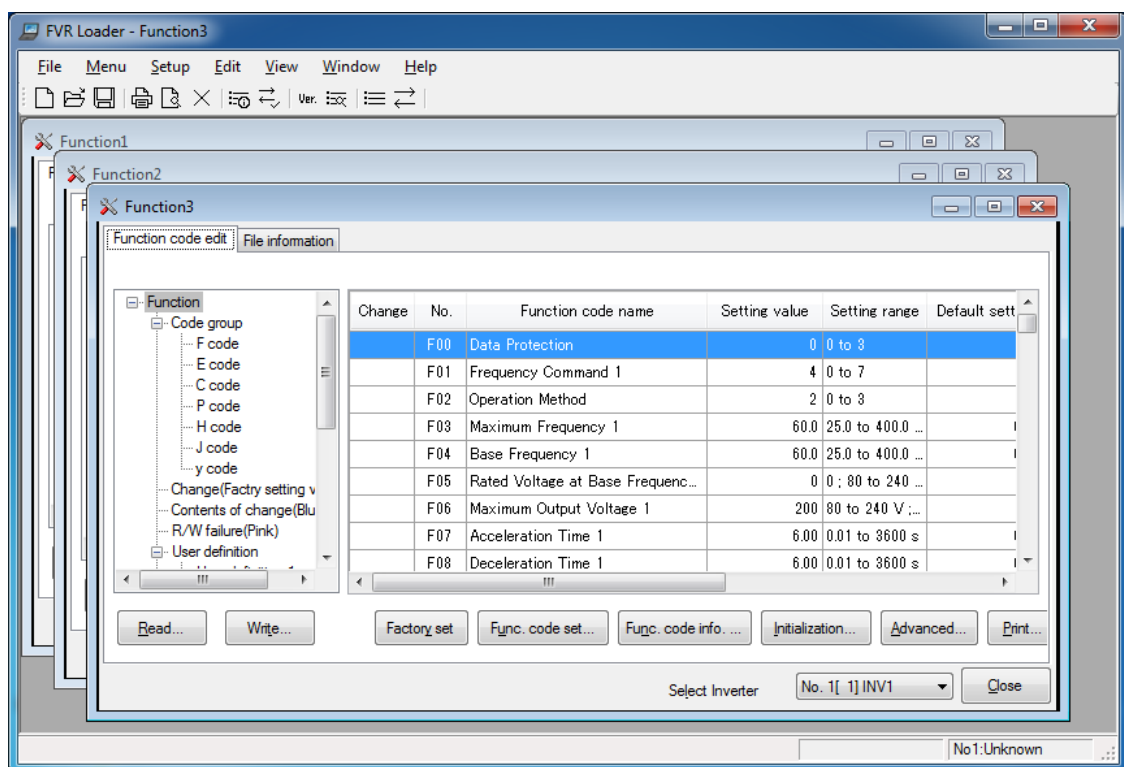 FVR Loader - Function3
File Menu Setup Edit View Window Help
Ver.
Function1
Function2
Function3
Function code edit File information
Function
Code group
F code
E code
C code
P code
H code
J code
y code
Change(Factry setting v
Contents of change(Blu
R/W failure(Pink)
User definition
Change No. Function code name Setting value Setting range Default sett
F00 Data Protection 0 0 to 3
F01 Frequency Command 1 4 0 to 7
F02 Operation Method 2 0 to 3
F03 Maximum Frequency 1 60.0 25.0 to 400.0 ...
F04 Base Frequency 1 60.0 25.0 to 400.0 ...
F05 Rated Voltage at Base Frequenc... 0 0 ; 80 to 240 ...
F06 Maximum Output Voltage 1 200 80 to 240 V ;...
F07 Acceleration Time 1 6.00 0.01 to 3600 s
F08 Deceleration Time 1 6.00 0.01 to 3600 s
Read... Write... Factory set Func. code set... Func. code info. ... Initialization... Advanced... Print...
Select Inverter No. 1[ 1] INV1 Close
No1:Unknown